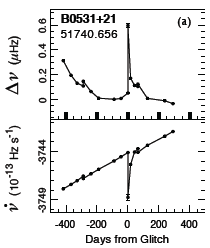 B0531+21 (a)
51740.656
Δν (μHz)
0.6
0.4
0.2
0
ν̇ (10⁻¹³ Hz s⁻¹)
-3744
-3749
-400 -200 0 200 400
Days from Glitch